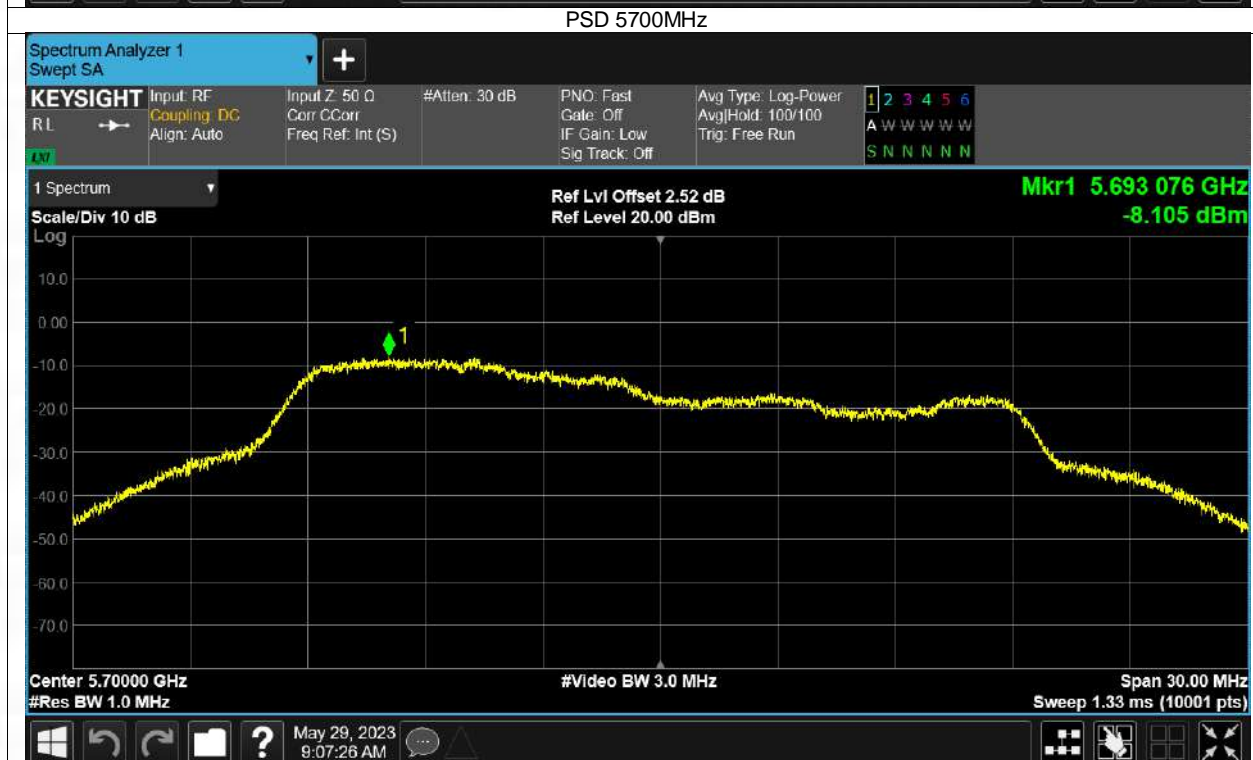 PSD 5700MHz
Spectrum Analyzer 1
Swept SA
+
KEYSIGHT Input: RF Input Z: 50 Ω #Atten: 30 dB PNO: Fast Avg Type: Log-Power 1 2 3 4 5 6
RL Coupling: DC Corr CCorr Gate: Off Avg|Hold: 100/100 A W W W W W
Align: Auto Freq Ref: Int (S) IF Gain: Low Trig: Free Run
LXI Sig Track: Off S N N N N N
1 Spectrum Ref Lvl Offset 2.52 dB Mkr1 5.693 076 GHz
Scale/Div 10 dB Ref Level 20.00 dBm -8.105 dBm
Log
10.0
0.00
1
-10.0
-20.0
-30.0
-40.0
-50.0
-60.0
-70.0
Center 5.70000 GHz #Video BW 3.0 MHz Span 30.00 MHz
#Res BW 1.0 MHz Sweep 1.33 ms (10001 pts)
? May 29, 2023
9:07:26 AM